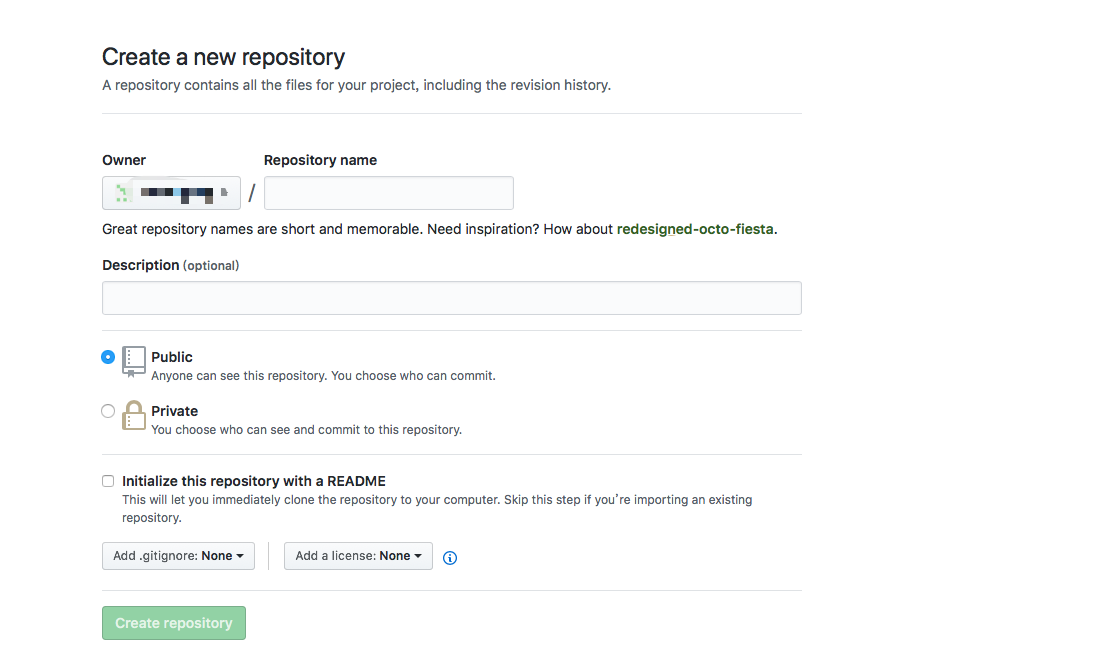 Create a new repository
A repository contains all the files for your project, including the revision history.
Owner Repository name
/
Great repository names are short and memorable. Need inspiration? How about redesigned-octo-fiesta.
Description (optional)
Public
Anyone can see this repository. You choose who can commit.
Private
You choose who can see and commit to this repository.
Initialize this repository with a README
This will let you immediately clone the repository to your computer. Skip this step if you’re importing an existing
repository.
Add .gitignore: None Add a license: None
Create repository